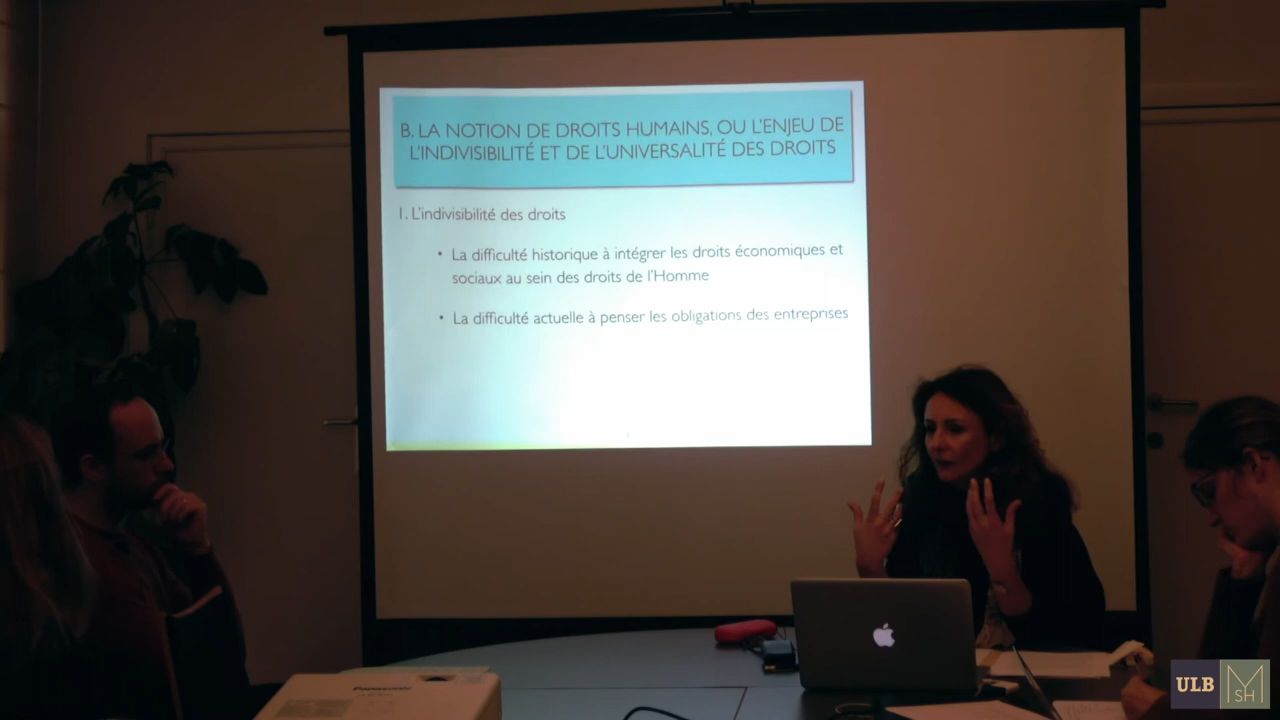 B. LA NOTION DE DROITS HUMAINS, OU L'ENJEU DE
L'INDIVISIBILITÉ ET DE L'UNIVERSALITÉ DES DROITS
1. L'indivisibilité des droits
• La difficulté historique à intégrer les droits économiques et
sociaux au sein des droits de l'Homme
• La difficulté actuelle à penser les obligations des entreprises
Panasonic
ULB
MSH